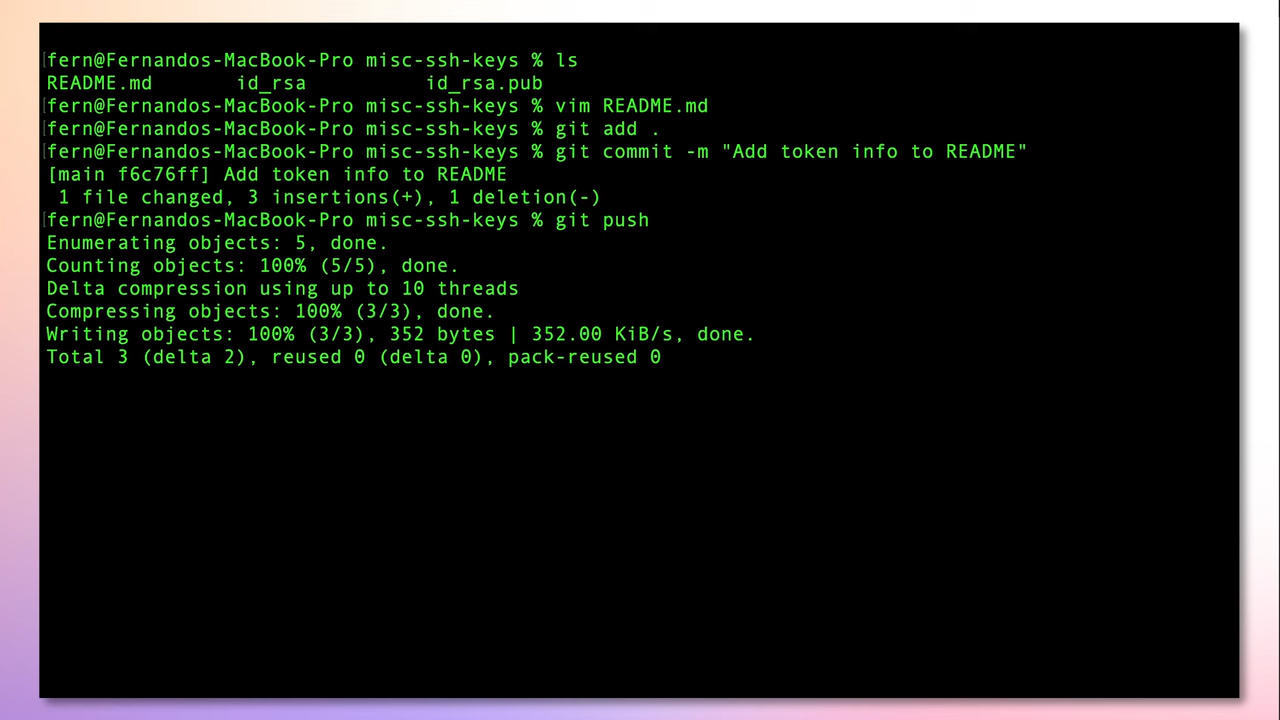 fern@Fernandos-MacBook-Pro misc-ssh-keys % ls
README.md id_rsa id_rsa.pub
fern@Fernandos-MacBook-Pro misc-ssh-keys % vim README.md
fern@Fernandos-MacBook-Pro misc-ssh-keys % git add .
fern@Fernandos-MacBook-Pro misc-ssh-keys % git commit -m "Add token info to README"
[main f6c76ff] Add token info to README
1 file changed, 3 insertions(+), 1 deletion(-)
fern@Fernandos-MacBook-Pro misc-ssh-keys % git push
Enumerating objects: 5, done.
Counting objects: 100% (5/5), done.
Delta compression using up to 10 threads
Compressing objects: 100% (3/3), done.
Writing objects: 100% (3/3), 352 bytes | 352.00 KiB/s, done.
Total 3 (delta 2), reused 0 (delta 0), pack-reused 0